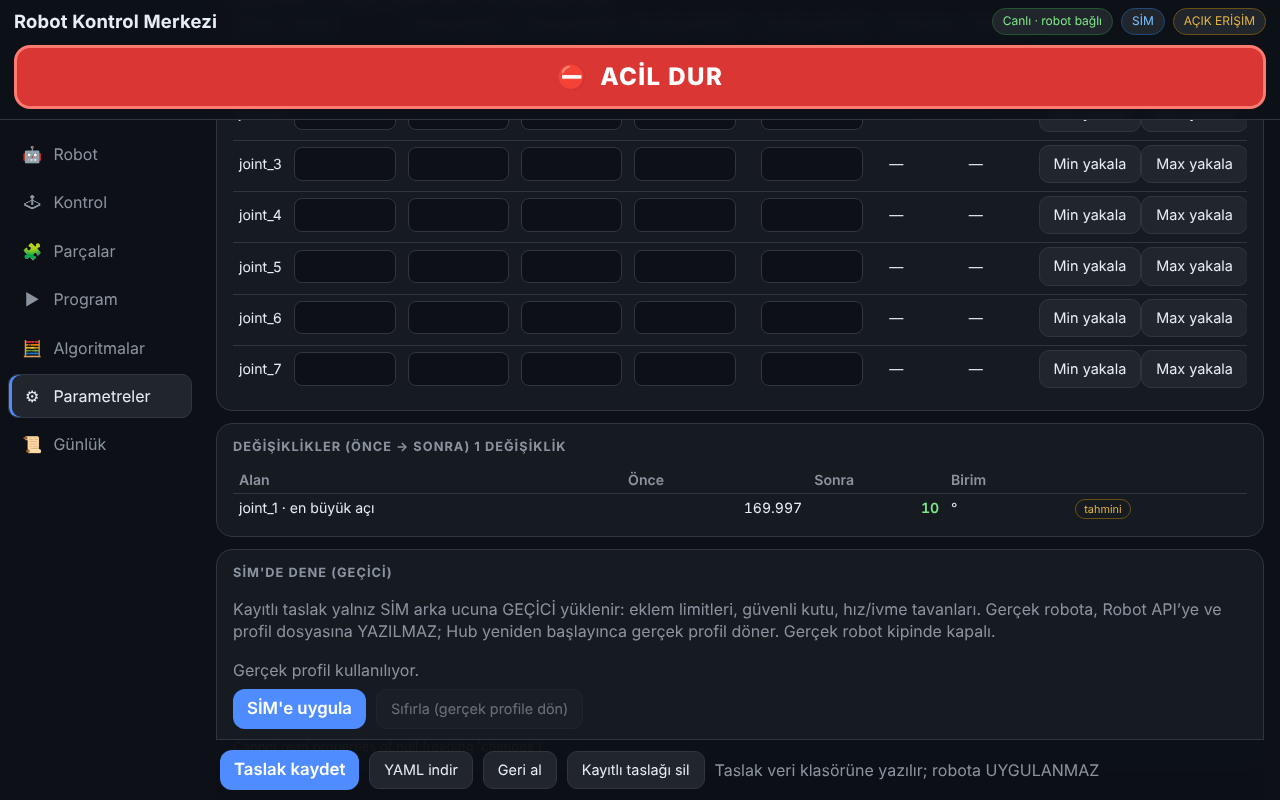 Robot Kontrol Merkezi
Canlı · robot bağlı
SİM
AÇIK ERİŞİM
⛔ ACİL DUR
🤖 Robot
🕹 Kontrol
🧩 Parçalar
▶ Program
🧮 Algoritmalar
⚙ Parametreler
📜 Günlük
joint_3 — — Min yakala Max yakala
joint_4 — — Min yakala Max yakala
joint_5 — — Min yakala Max yakala
joint_6 — — Min yakala Max yakala
joint_7 — — Min yakala Max yakala
DEĞİŞİKLİKLER (ÖNCE → SONRA) 1 DEĞİŞİKLİK
Alan Önce Sonra Birim
joint_1 · en büyük açı 169.997 10 ° tahmini
SİM'DE DENE (GEÇİCİ)
Kayıtlı taslak yalnız SİM arka ucuna GEÇİCİ yüklenir: eklem limitleri, güvenli kutu, hız/ivme tavanları. Gerçek robota, Robot API’ye ve
profil dosyasına YAZILMAZ; Hub yeniden başlayınca gerçek profil döner. Gerçek robot kipinde kapalı.
Gerçek profil kullanılıyor.
SİM'e uygula Sıfırla (gerçek profile dön)
Taslak kaydet YAML indir Geri al Kayıtlı taslağı sil Taslak veri klasörüne yazılır; robota UYGULANMAZ